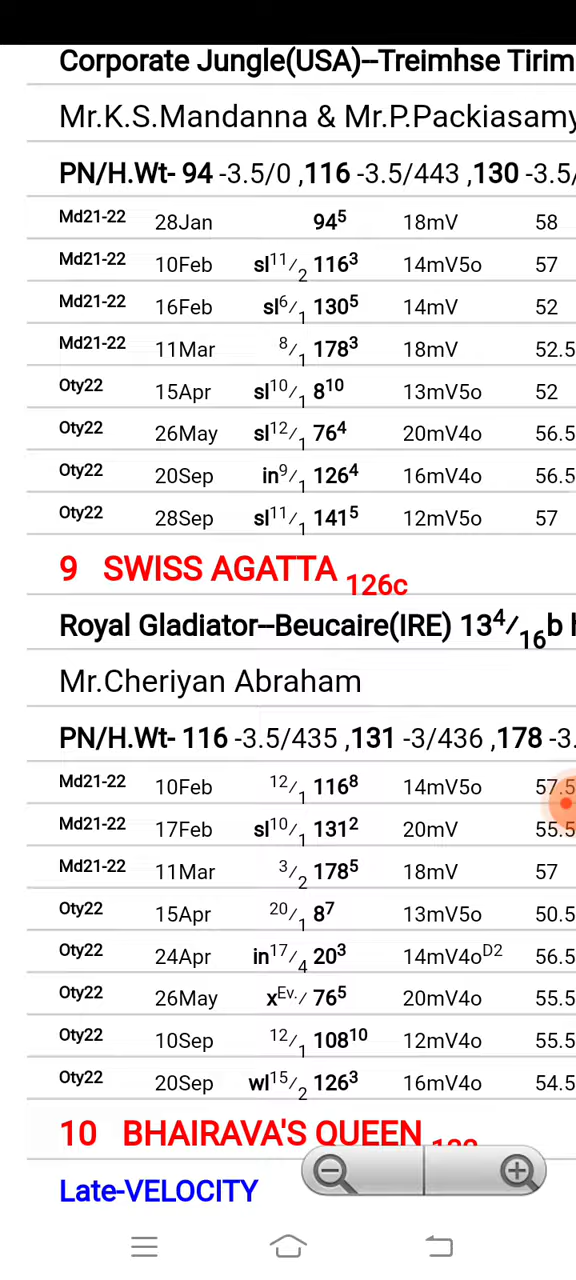 Corporate Jungle(USA)--Treimhse Tirim
Mr.K.S.Mandanna & Mr.P.Packiasamy
PN/H.Wt- 94 -3.5/0 ,116 -3.5/443 ,130 -3.5/
Md21-22 28Jan 94⁵ 18mV 58
Md21-22 10Feb sl¹¹/₂ 116³ 14mV5o 57
Md21-22 16Feb sl⁶/₁ 130⁵ 14mV 52
Md21-22 11Mar ⁸/₁ 178³ 18mV 52.5
Oty22 15Apr sl¹⁰/₁ 8¹⁰ 13mV5o 52
Oty22 26May sl¹²/₁ 76⁴ 20mV4o 56.5
Oty22 20Sep in⁹/₁ 126⁴ 16mV4o 56.5
Oty22 28Sep sl¹¹/₁ 141⁵ 12mV5o 57
9 SWISS AGATTA 126c
Royal Gladiator--Beucaire(IRE) 13⁴/₁₆b
Mr.Cheriyan Abraham
PN/H.Wt- 116 -3.5/435 ,131 -3/436 ,178 -3.
Md21-22 10Feb ¹²/₁ 116⁸ 14mV5o 57.5
Md21-22 17Feb sl¹⁰/₁ 131² 20mV 55.5
Md21-22 11Mar ³/₂ 178⁵ 18mV 57
Oty22 15Apr ²⁰/₁ 8⁷ 13mV5o 50.5
Oty22 24Apr in¹⁷/₄ 20³ 14mV4oᴰ² 56.5
Oty22 26May xᴱᵛ·/ 76⁵ 20mV4o 55.5
Oty22 10Sep ¹²/₁ 108¹⁰ 12mV4o 55.5
Oty22 20Sep wl¹⁵/₂ 126³ 16mV4o 54.5
10 BHAIRAVA'S QUEEN
Late-VELOCITY